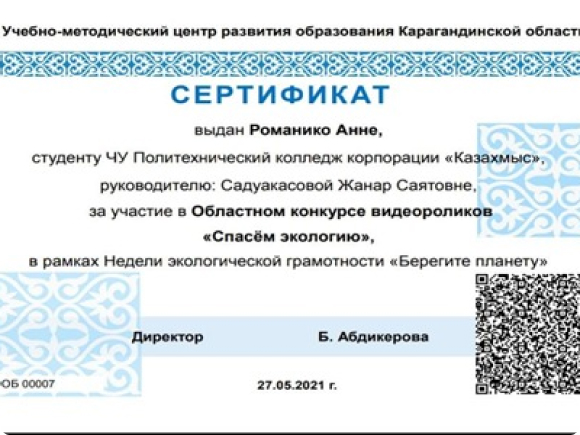 Учебно-методический центр развития образования Карагандинской области
СЕРТИФИКАТ
выдан Романико Анне,
студенту ЧУ Политехнический колледж корпорации «Казахмыс»,
руководителю: Садуакасовой Жанар Саятовне,
за участие в Областном конкурсе видеороликов
«Спасём экологию»,
в рамках Недели экологической грамотности «Берегите планету»
Директор Б. Абдикерова
ОБ 00007
27.05.2021 г.